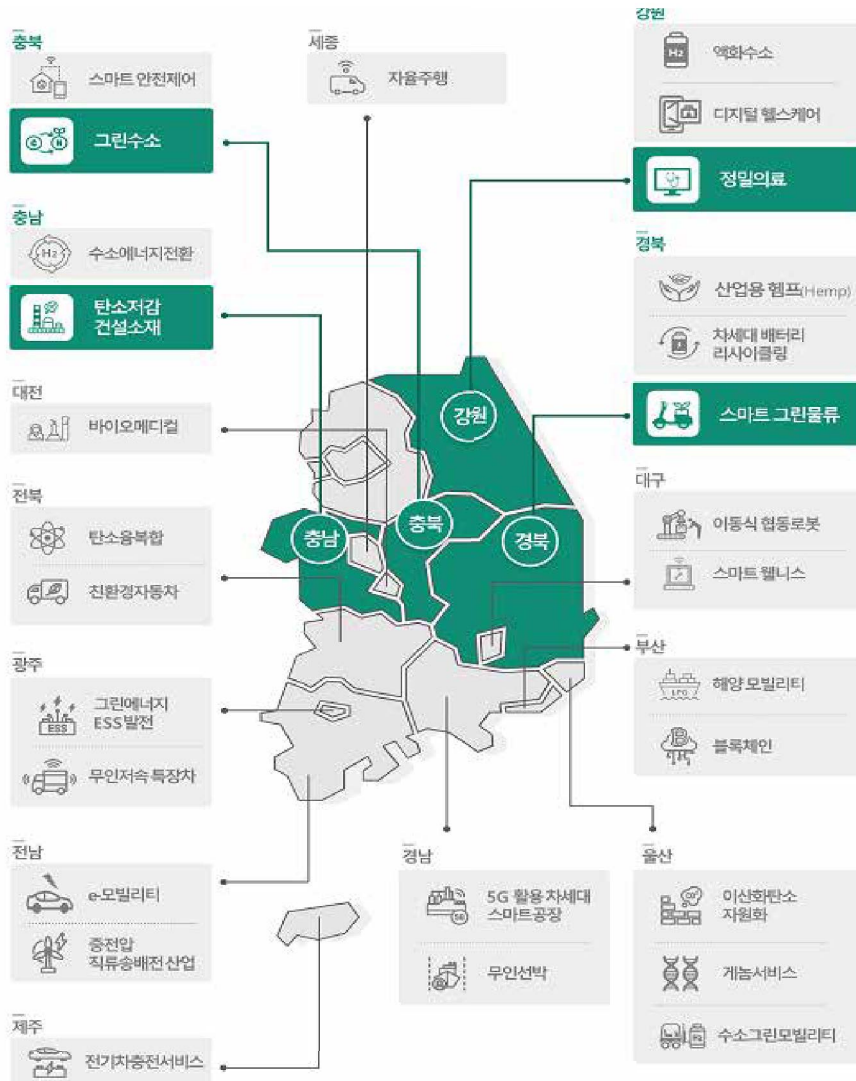 충북
스마트 안전제어
그린수소
충남
H₂
수소에너지전환
탄소저감
건설소재
대전
바이오메디컬
전북
탄소융복합
친환경자동차
광주
ESS
그린에너지
ESS발전
무인저속 특장차
전남
e-모빌리티
중전압
직류송배전 산업
제주
전기차충전서비스
세종
자율주행
강원
충북
충남
경북
경남
5G
5G 활용 차세대
스마트공장
무인선박
강원
H₂
액화수소
디지털 헬스케어
정밀의료
경북
산업용 헴프(Hemp)
차세대 배터리
리사이클링
스마트 그린물류
대구
이동식 협동로봇
스마트 웰니스
부산
LPG
해양 모빌리티
B
블록체인
울산
이산화탄소
자원화
게놈서비스
H₂
수소그린모빌리티